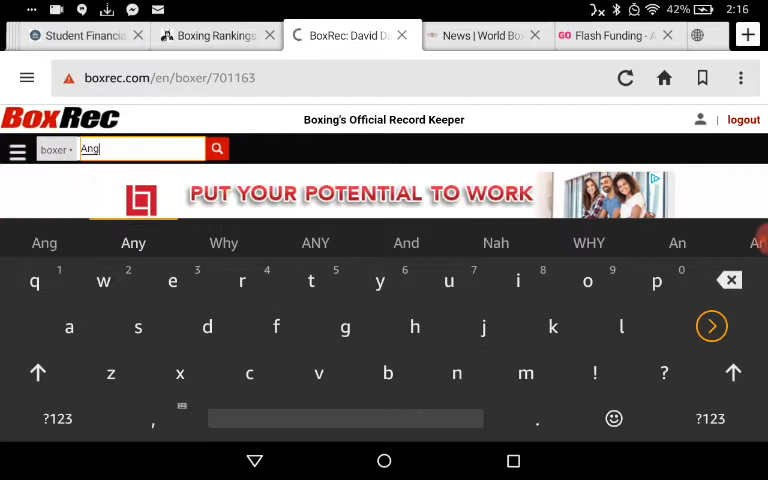 42% 2:16
Student Financia
Boxing Rankings,
BoxRec: David D
News | World Box
GO Flash Funding - A
boxrec.com/en/boxer/701163
BoxRec
Boxing's Official Record Keeper
| logout
boxer
Ang
PUT YOUR POTENTIAL TO WORK
Ang Any Why ANY And Nah WHY An
1 2 3 4 5 6 7 8 9 0
q w e r t y u i o p
a s d f g h j k l
z x c v b n m ! ?
?123 , . ?123